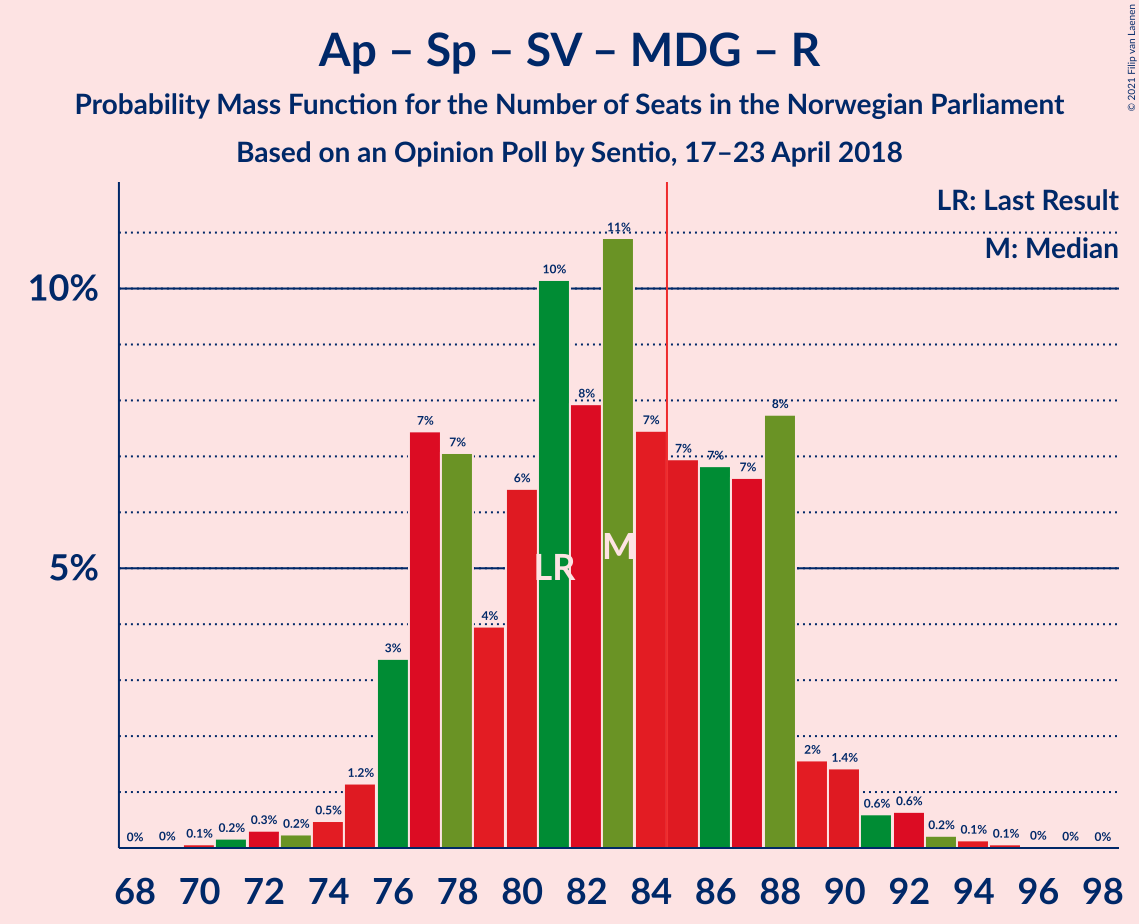 Ap – Sp – SV – MDG – R
Probability Mass Function for the Number of Seats in the Norwegian Parliament
Based on an Opinion Poll by Sentio, 17–23 April 2018
© 2021 Filip van Laenen
LR: Last Result
M: Median
10%
5%
0% 0% 0.1% 0.2% 0.3% 0.2% 0.5% 1.2% 3% 7% 7% 4% 6% 10% 8% 11% 7% 7% 7% 7% 8% 2% 1.4% 0.6% 0.6% 0.2% 0.1% 0.1% 0% 0% 0%
LR M
68 70 72 74 76 78 80 82 84 86 88 90 92 94 96 98